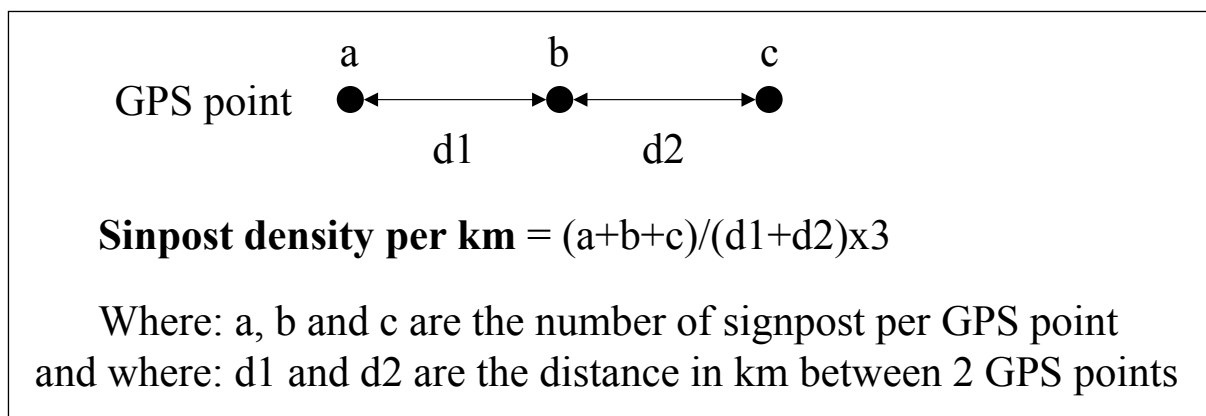 a b c
GPS point
d1 d2
Sinpost density per km = (a+b+c)/(d1+d2)x3
Where: a, b and c are the number of signpost per GPS point
and where: d1 and d2 are the distance in km between 2 GPS points